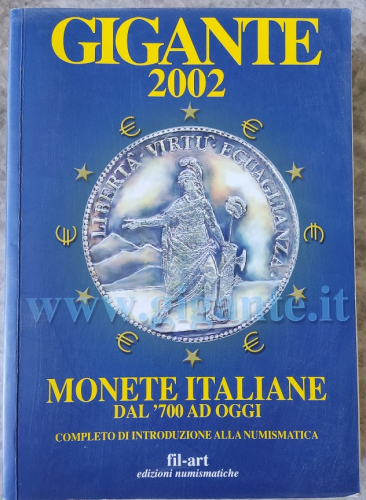 GIGANTE
2002
LIBERTA · VIRTU · EGUAGLIANZA
www.gigante.it
MONETE ITALIANE
DAL '700 AD OGGI
COMPLETO DI INTRODUZIONE ALLA NUMISMATICA
fil-art
edizioni numismatiche